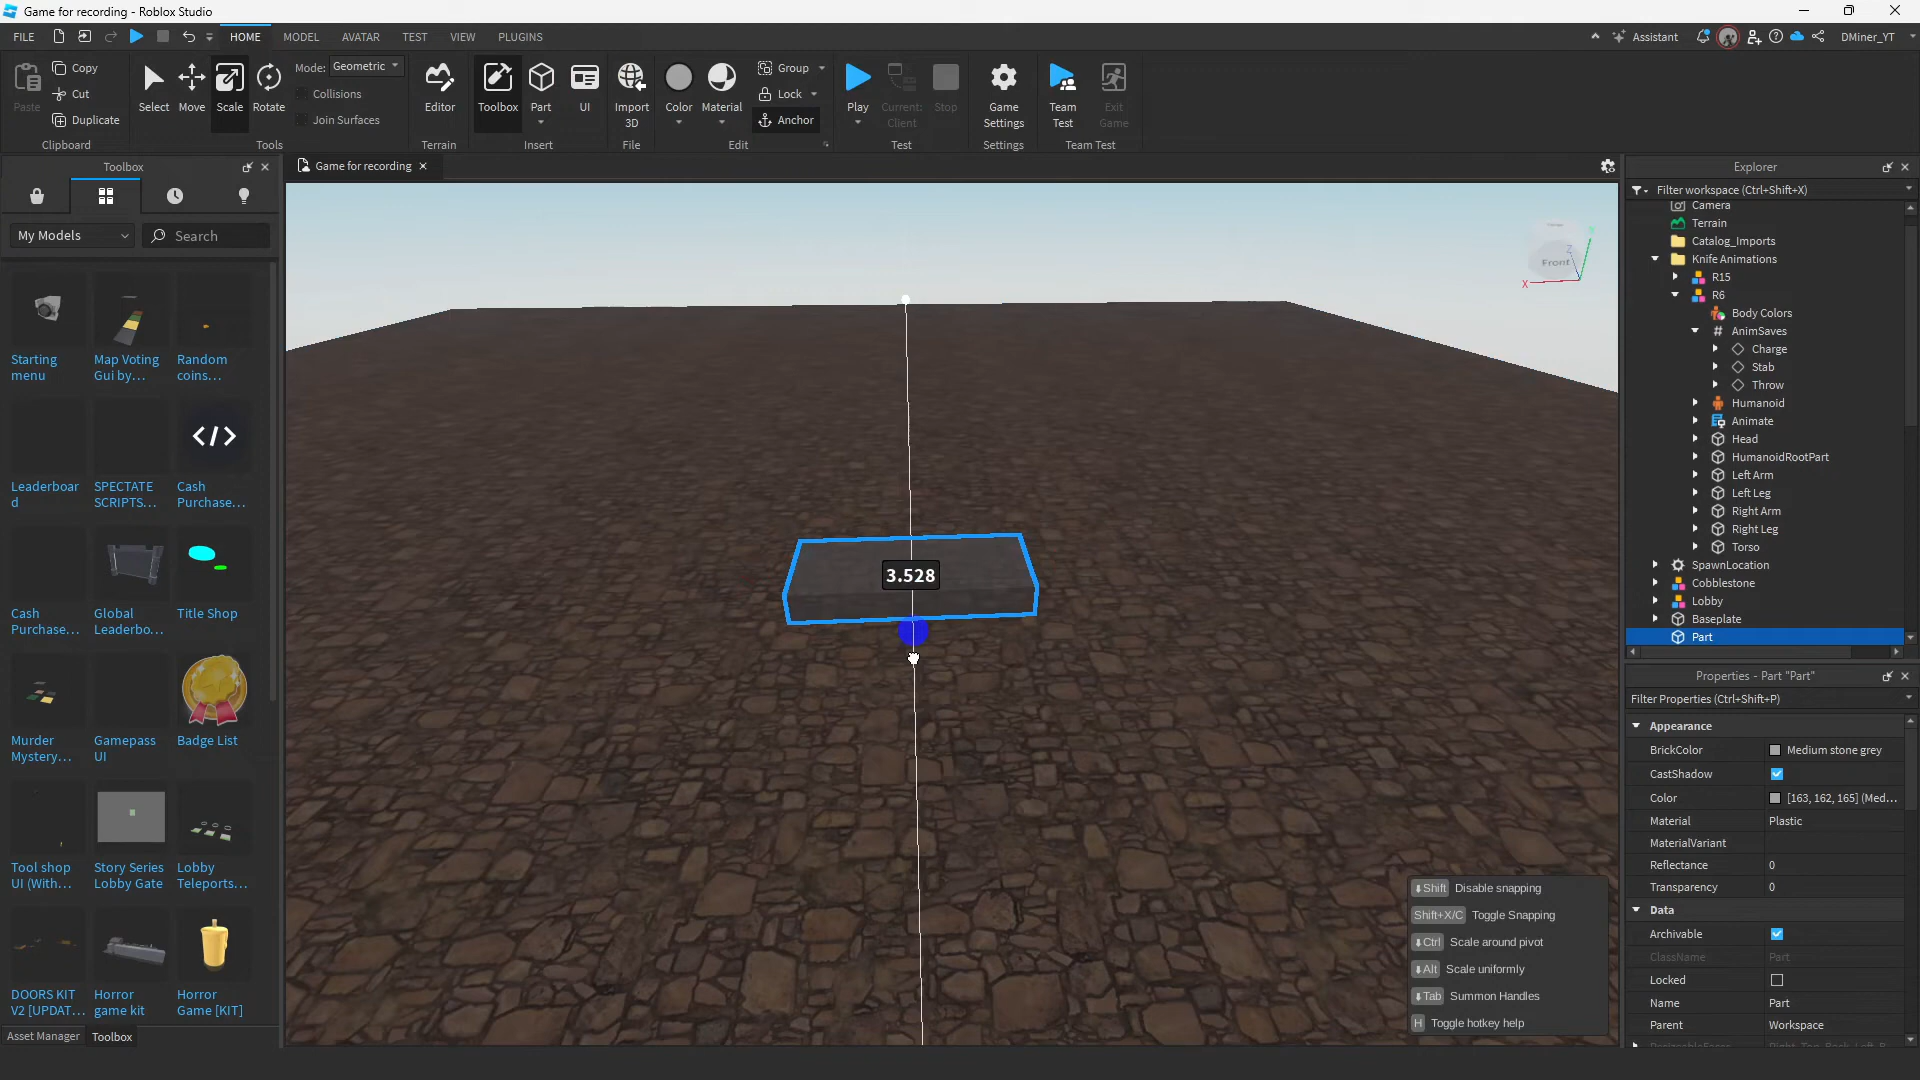 Game for recording - Roblox Studio
FILE
HOME
MODEL
AVATAR
TEST
VIEW
PLUGINS
Assistant
DMiner_YT
Paste
Copy
Cut
Duplicate
Clipboard
Select
Move
Scale
Rotate
Mode:
Geometric
Collisions
Join Surfaces
Tools
Editor
Terrain
Toolbox
Part
UI
Insert
Import
3D
File
Color
Material
Group
Lock
Anchor
Edit
Play
Current:
Client
Stop
Test
Game
Settings
Settings
Team
Test
Exit
Game
Team Test
Toolbox
My Models
Search
Starting
menu
Map Voting
Gui by...
Random
coins...
Leaderboar
d
SPECTATE
SCRIPTS...
Cash
Purchase...
Cash
Purchase...
Global
Leaderbo...
Title Shop
Murder
Mystery...
Gamepass
UI
Badge List
Tool shop
UI (With...
Story Series
Lobby Gate
Lobby
Teleports...
DOORS KIT
V2 [UPDAT...
Horror
game kit
Horror
Game [KIT]
Asset Manager
Toolbox
Game for recording
Front
X
Z
3.528
Shift Disable snapping
Shift+X/C Toggle Snapping
Ctrl Scale around pivot
Alt Scale uniformly
Tab Summon Handles
H Toggle hotkey help
Explorer
Filter workspace (Ctrl+Shift+X)
Camera
Terrain
Catalog_Imports
Knife Animations
R15
R6
Body Colors
AnimSaves
Charge
Stab
Throw
Humanoid
Animate
Head
HumanoidRootPart
Left Arm
Left Leg
Right Arm
Right Leg
Torso
SpawnLocation
Cobblestone
Lobby
Baseplate
Part
Properties - Part "Part"
Filter Properties (Ctrl+Shift+P)
Appearance
BrickColor Medium stone grey
CastShadow
Color [163, 162, 165] (Med...
Material Plastic
MaterialVariant
Reflectance 0
Transparency 0
Data
Archivable
ClassName Part
Locked
Name Part
Parent Workspace